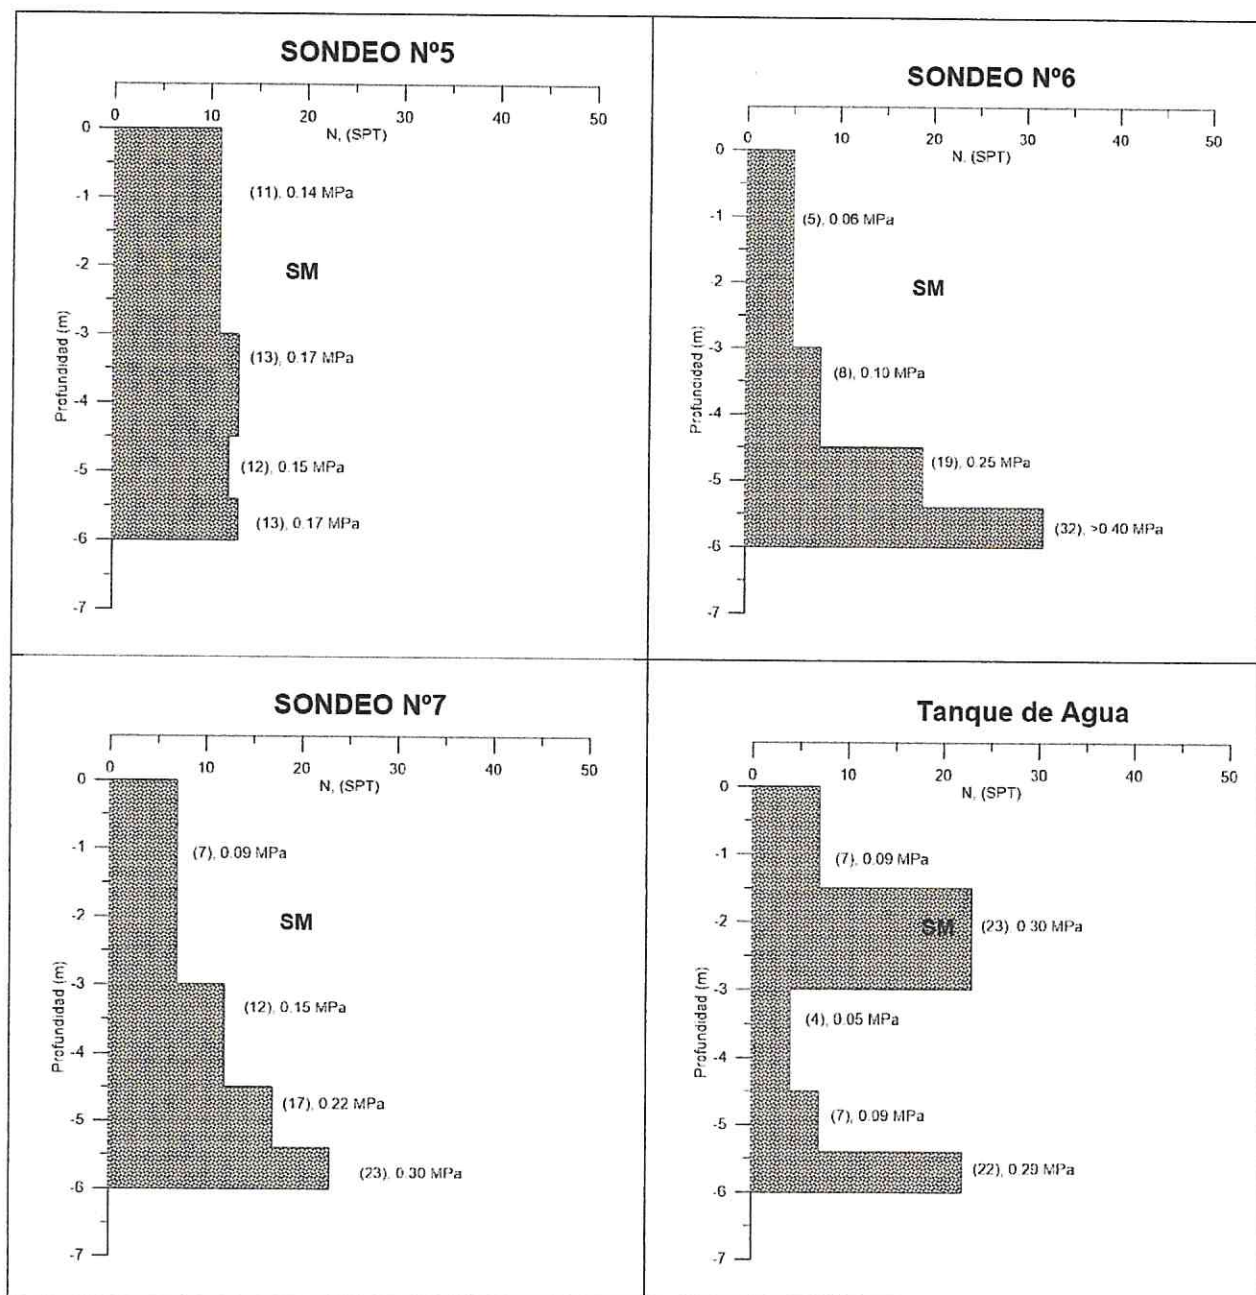 SONDEO Nº5
0 10 20 30 40 50
N, (SPT)
0
-1
-2
-3
-4
-5
-6
-7
Profundidad (m)
(11), 0.14 MPa
SM
(13), 0.17 MPa
(12), 0.15 MPa
(13), 0.17 MPa
SONDEO Nº6
0 10 20 30 40 50
N, (SPT)
0
-1
-2
-3
-4
-5
-6
-7
Profundidad (m)
(5), 0.06 MPa
SM
(8), 0.10 MPa
(19), 0.25 MPa
(32), >0.40 MPa
SONDEO Nº7
0 10 20 30 40 50
N, (SPT)
0
-1
-2
-3
-4
-5
-6
-7
Profundidad (m)
(7), 0.09 MPa
SM
(12), 0.15 MPa
(17), 0.22 MPa
(23), 0.30 MPa
Tanque de Agua
0 10 20 30 40 50
N, (SPT)
0
-1
-2
-3
-4
-5
-6
-7
Profundidad (m)
(7), 0.09 MPa
SM
(23), 0.30 MPa
(4), 0.05 MPa
(7), 0.09 MPa
(22), 0.29 MPa